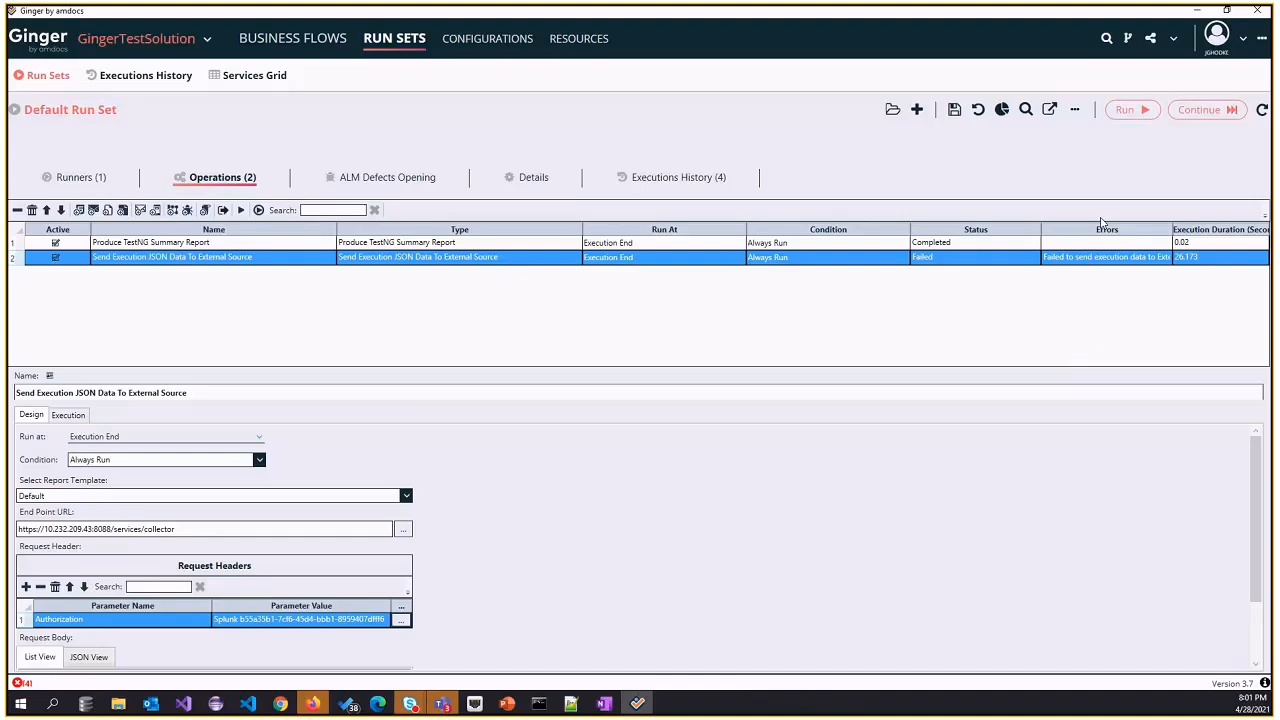 Ginger by amdocs
Ginger by amdocs GingerTestSolution BUSINESS FLOWS RUN SETS CONFIGURATIONS RESOURCES
JGHODKE
Run Sets Executions History Services Grid
Default Run Set Run Continue
Runners (1) Operations (2) ALM Defects Opening Details Executions History (4)
Search:
Active Name Type Run At Condition Status Errors Execution Duration (Seco
1 Produce TestNG Summary Report Produce TestNG Summary Report Execution End Always Run Completed 0.02
2 Send Execution JSON Data To External Source Send Execution JSON Data To External Source Execution End Always Run Failed Failed to send execution data to Exte 26.173
Name:
Send Execution JSON Data To External Source
Design Execution
Run at: Execution End
Condition: Always Run
Select Report Template:
Default
End Point URL:
https://10.232.209.43:8088/services/collector ...
Request Header:
Request Headers
Search:
Parameter Name Parameter Value ...
1 Authorization Splunk b55a35b1-7cf6-45d4-bbb1-8959407dfff6 ...
Request Body:
List View JSON View
Version 3.7
38 3 8:01 PM
4/28/2021